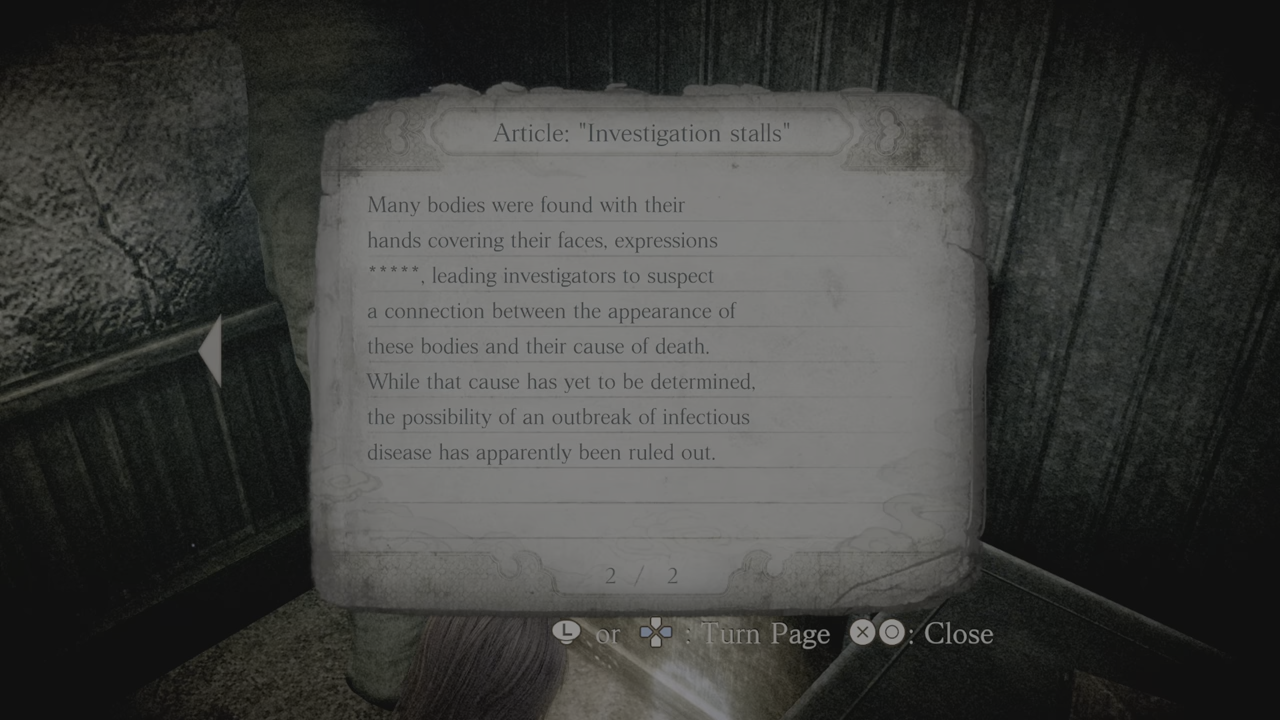 Article: "Investigation stalls"
Many bodies were found with their
hands covering their faces, expressions
*****, leading investigators to suspect
a connection between the appearance of
these bodies and their cause of death.
While that cause has yet to be determined,
the possibility of an outbreak of infectious
disease has apparently been ruled out.
2 / 2
L or : Turn Page : Close